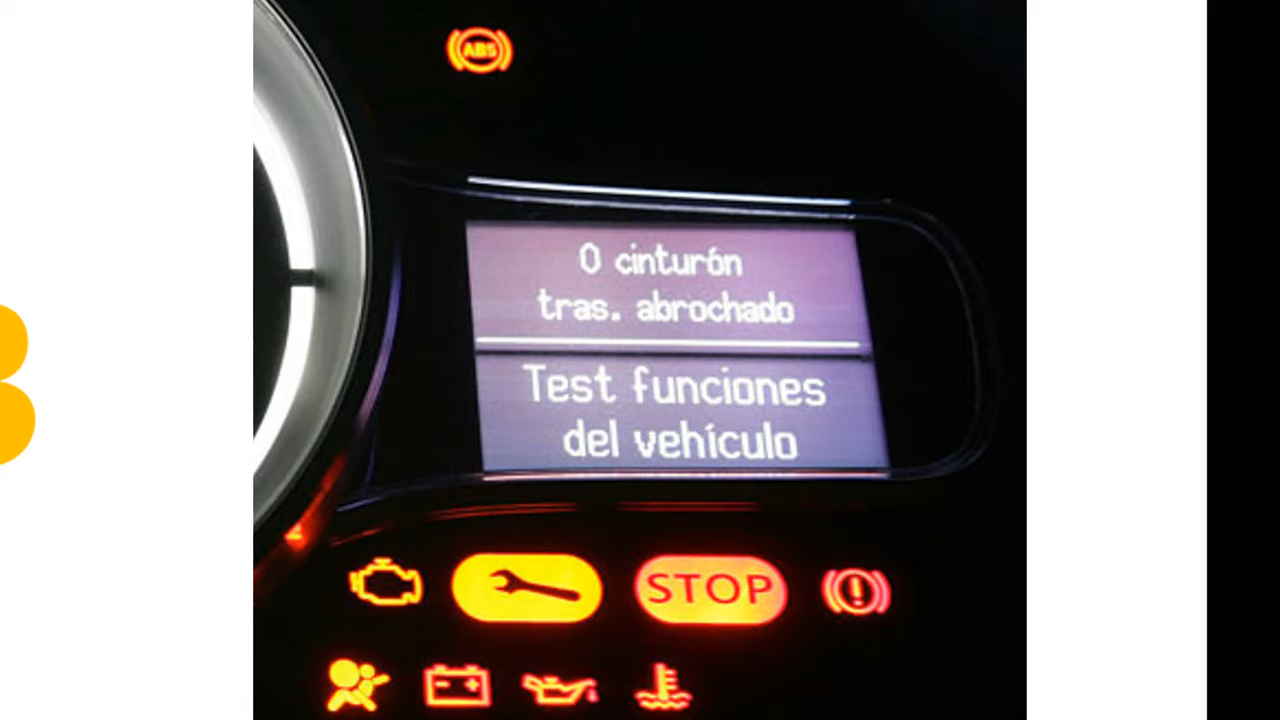 ABS
0 cinturón
tras. abrochado
Test funciones
del vehículo
STOP